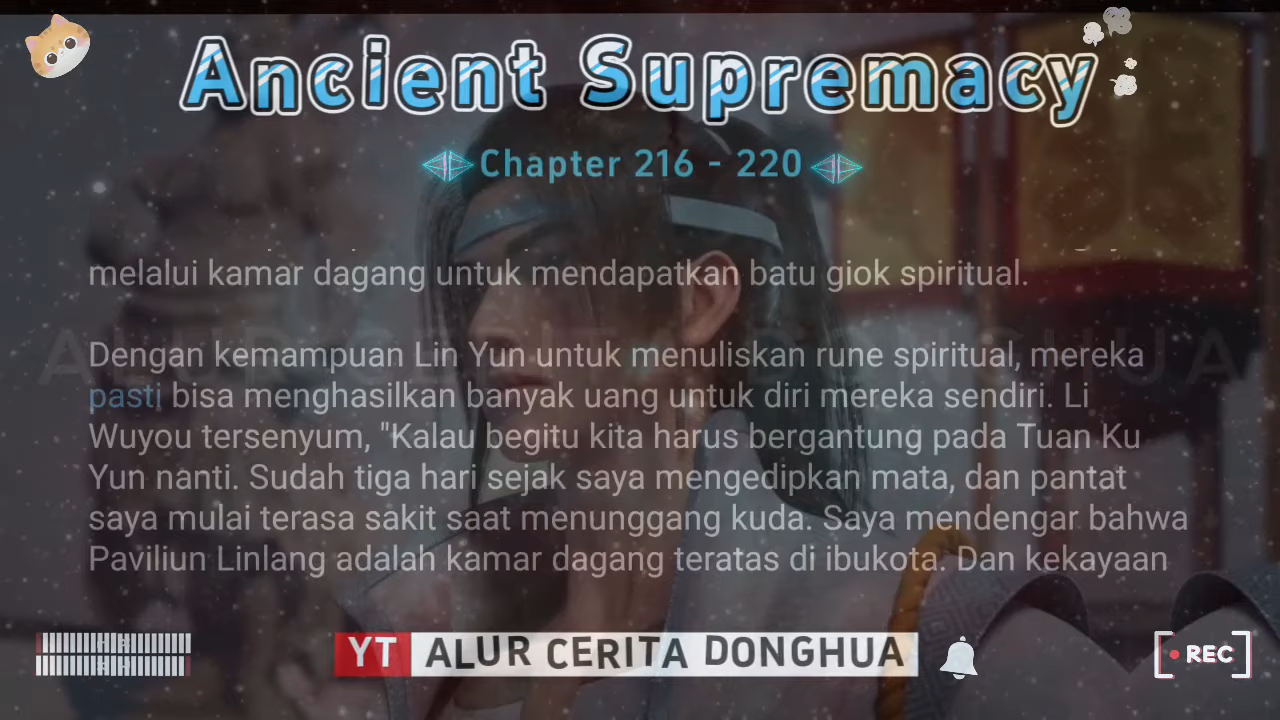 Ancient Supremacy
Chapter 216 - 220
melalui kamar dagang untuk mendapatkan batu giok spiritual.
Dengan kemampuan Lin Yun untuk menuliskan rune spiritual, mereka
pasti bisa menghasilkan banyak uang untuk diri mereka sendiri. Li
Wuyou tersenyum, "Kalau begitu kita harus bergantung pada Tuan Ku
Yun nanti. Sudah tiga hari sejak saya mengedipkan mata, dan pantat
saya mulai terasa sakit saat menunggang kuda. Saya mendengar bahwa
Paviliun Linlang adalah kamar dagang teratas di ibukota. Dan kekayaan
YT ALUR CERITA DONGHUA
REC